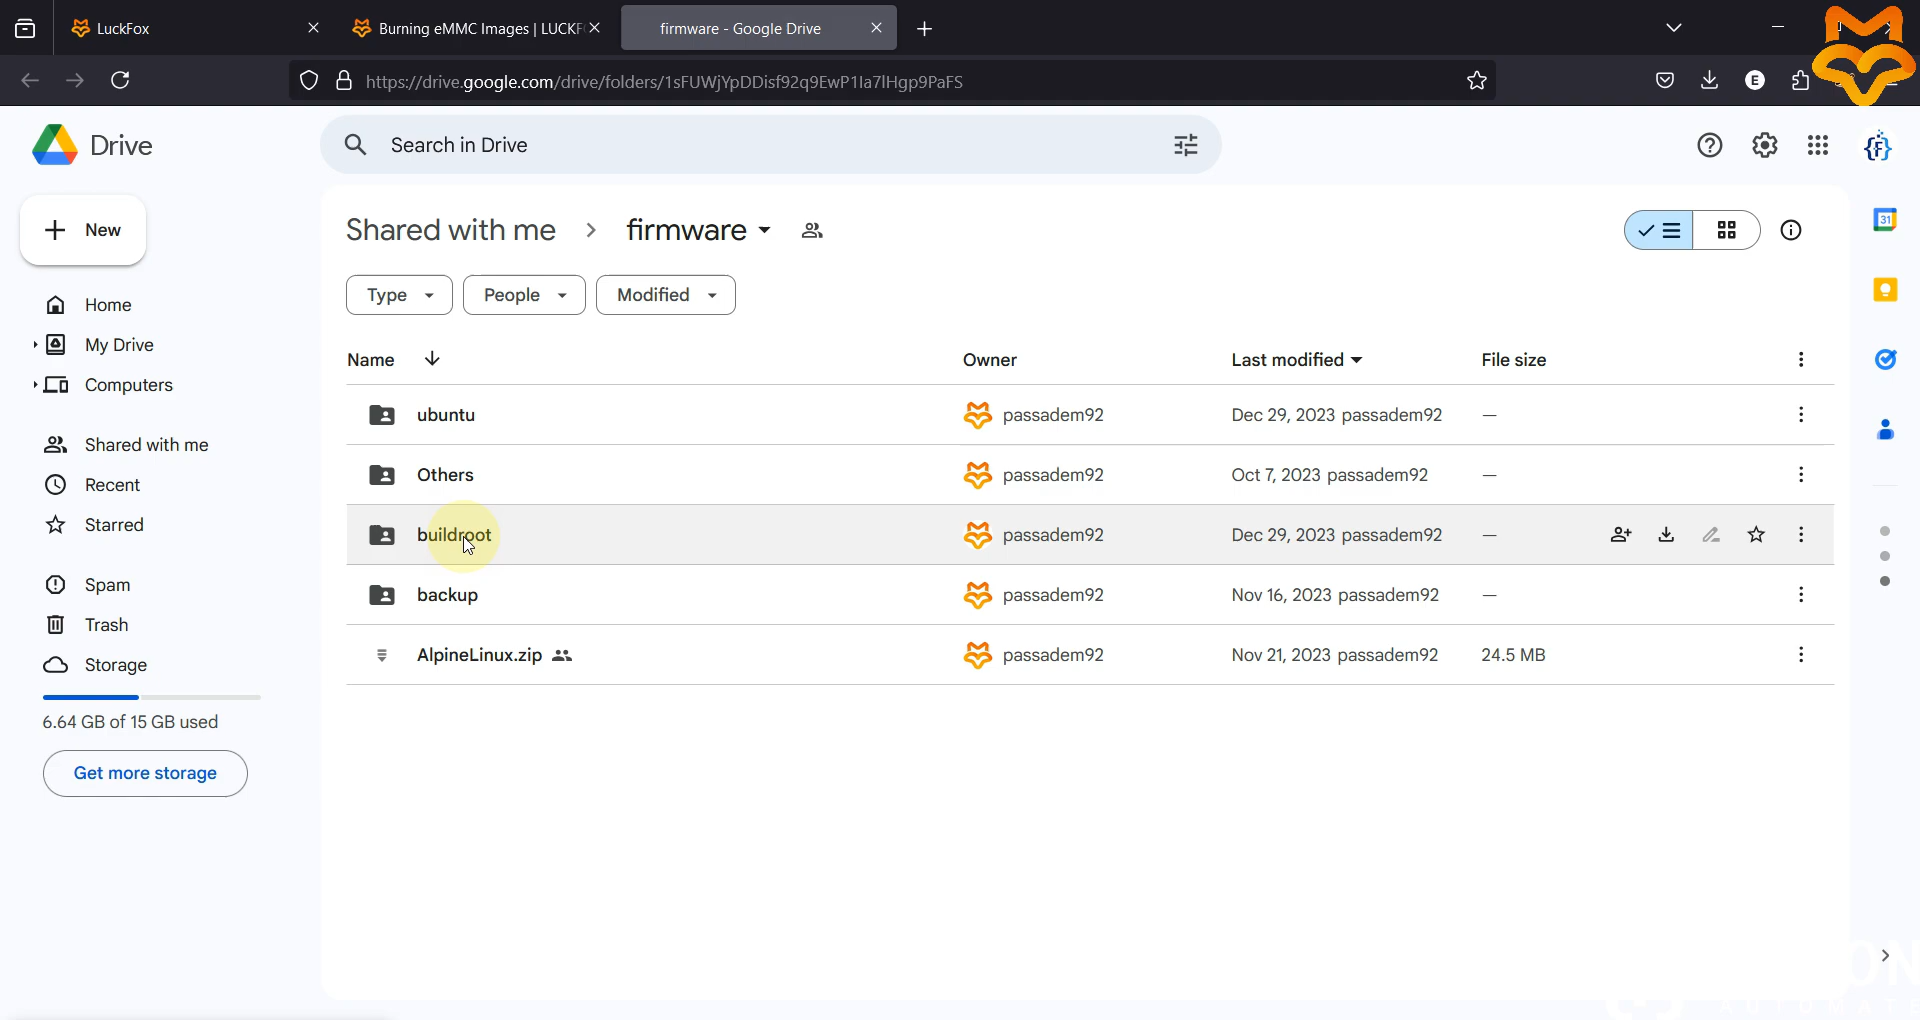 LuckFox
Burning eMMC Images | LUCKF
firmware - Google Drive
https://drive.google.com/drive/folders/1sFUWjYpDDisf92q9EwP1Ia7lHgp9PaFS
E
Drive
Search in Drive
{F}
New
Shared with me > firmware
31
Home
My Drive
Computers
Shared with me
Recent
Starred
Spam
Trash
Storage
6.64 GB of 15 GB used
Get more storage
Type People Modified
Name Owner Last modified File size
ubuntu passadem92 Dec 29, 2023 passadem92 —
Others passadem92 Oct 7, 2023 passadem92 —
buildroot passadem92 Dec 29, 2023 passadem92 —
backup passadem92 Nov 16, 2023 passadem92 —
AlpineLinux.zip passadem92 Nov 21, 2023 passadem92 24.5 MB